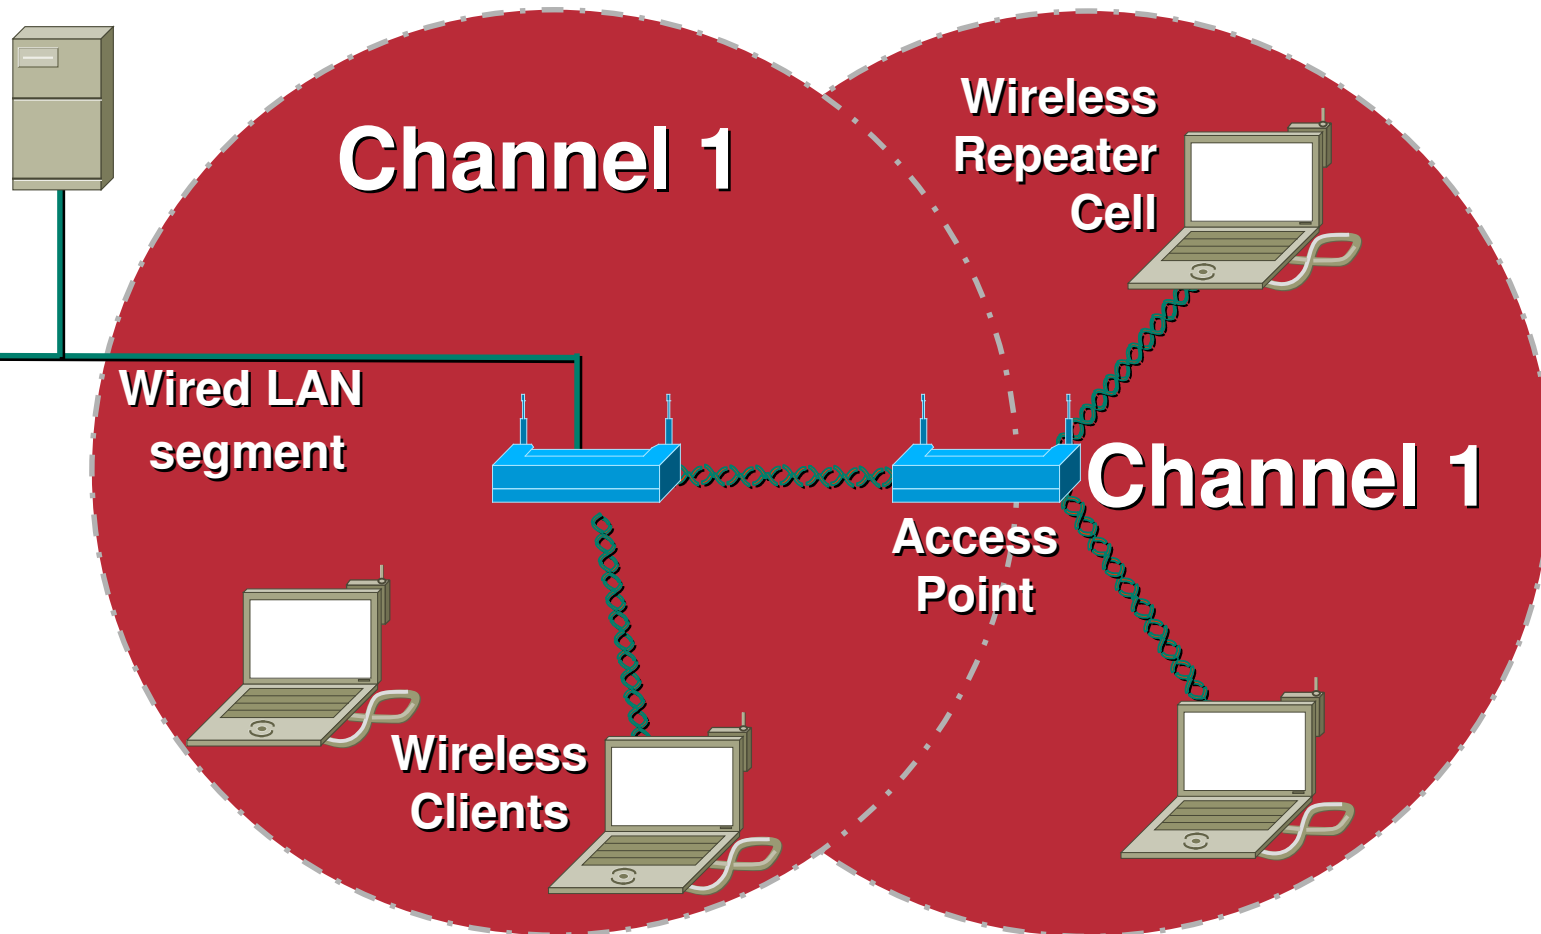 Channel 1
Wireless
Repeater
Cell
Wired LAN
segment
Channel 1
Access
Point
Wireless
Clients